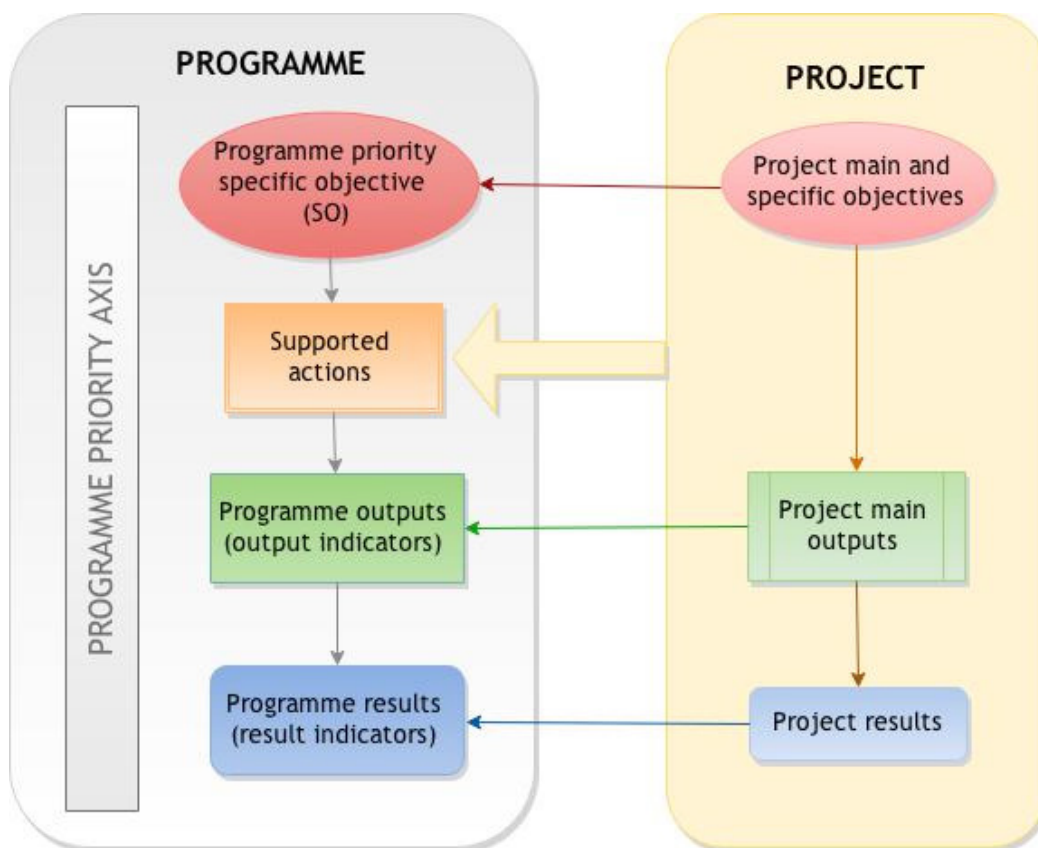 PROGRAMME
PROGRAMME PRIORITY AXIS
Programme priority
specific objective
(SO)
Supported
actions
Programme outputs
(output indicators)
Programme results
(result indicators)
PROJECT
Project main and
specific objectives
Project main
outputs
Project results